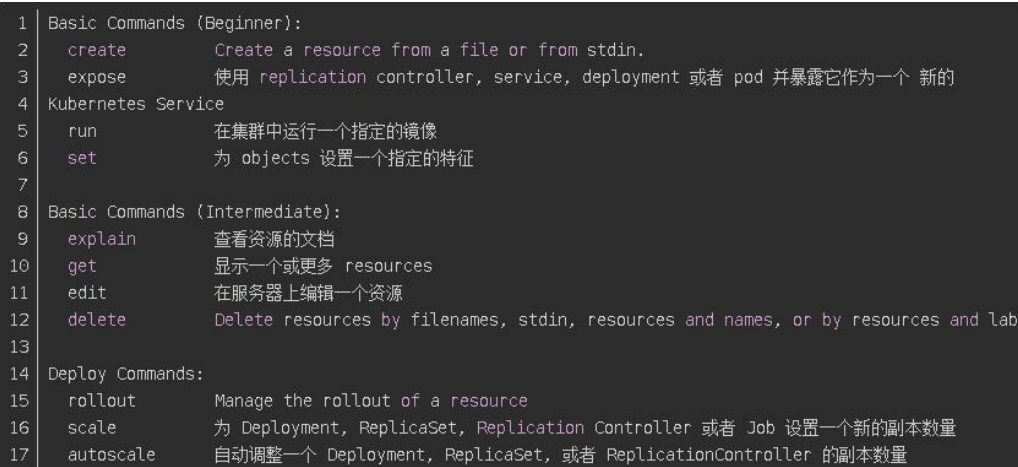 1 Basic Commands (Beginner):
2 create Create a resource from a file or from stdin.
3 expose 使用 replication controller, service, deployment 或者 pod 并暴露它作为一个 新的
4 Kubernetes Service
5 run 在集群中运行一个指定的镜像
6 set 为 objects 设置一个指定的特征
7
8 Basic Commands (Intermediate):
9 explain 查看资源的文档
10 get 显示一个或更多 resources
11 edit 在服务器上编辑一个资源
12 delete Delete resources by filenames, stdin, resources and names, or by resources and lab
13
14 Deploy Commands:
15 rollout Manage the rollout of a resource
16 scale 为 Deployment, ReplicaSet, Replication Controller 或者 Job 设置一个新的副本数量
17 autoscale 自动调整一个 Deployment, ReplicaSet, 或者 ReplicationController 的副本数量